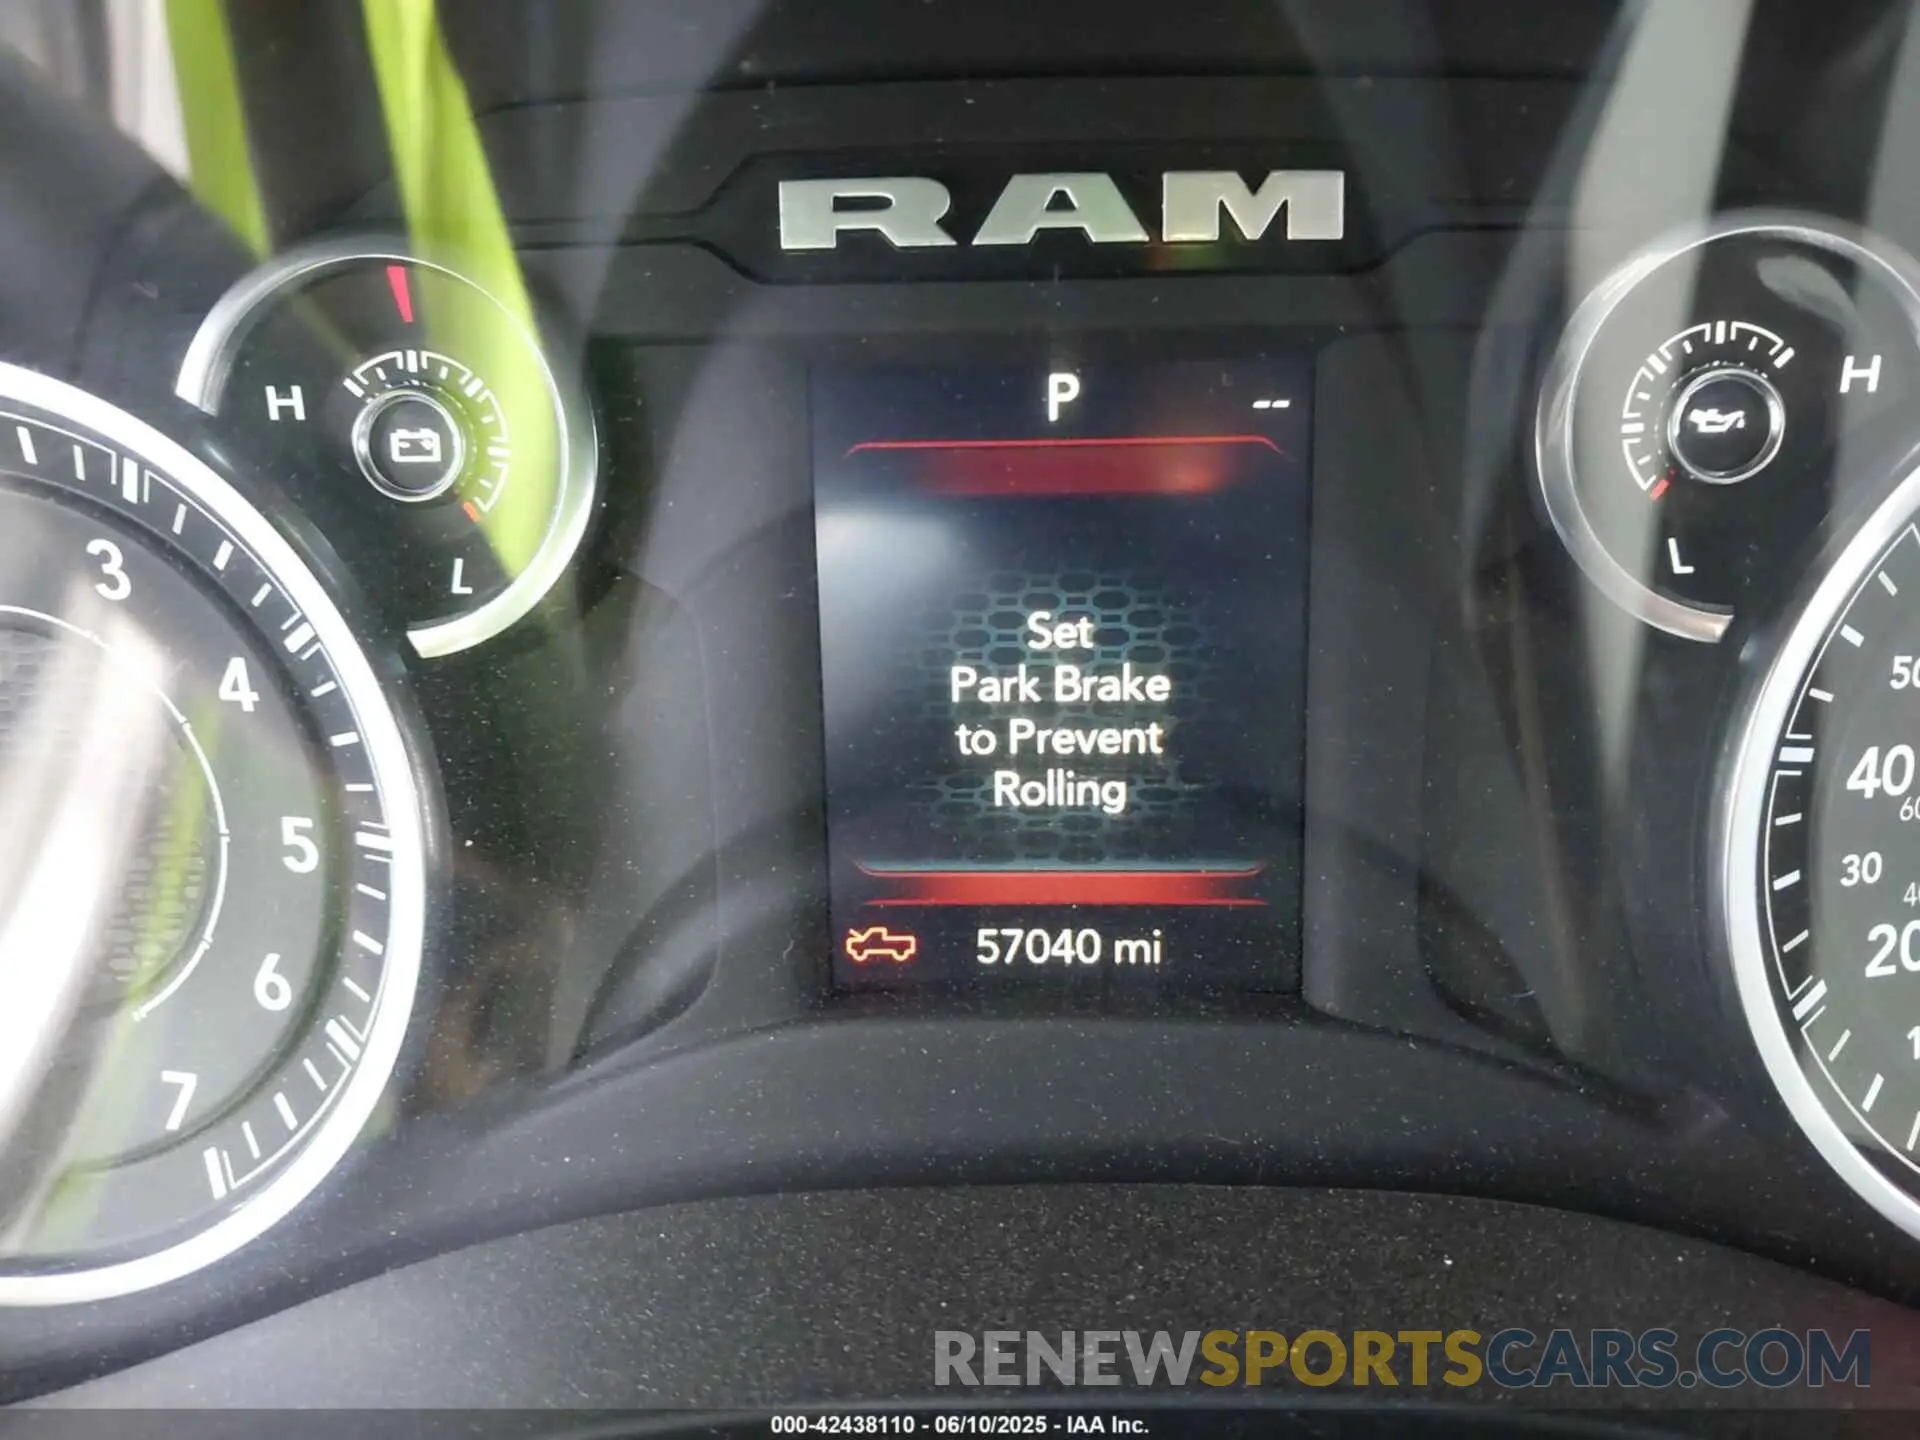 RAM
P
--
H
H
L
L
3
4
5
6
7
Set
Park Brake
to Prevent
Rolling
57040 mi
40
30
20
RENEWSPORTSCARS.COM
000-42438110 - 06/10/2025 - IAA Inc.